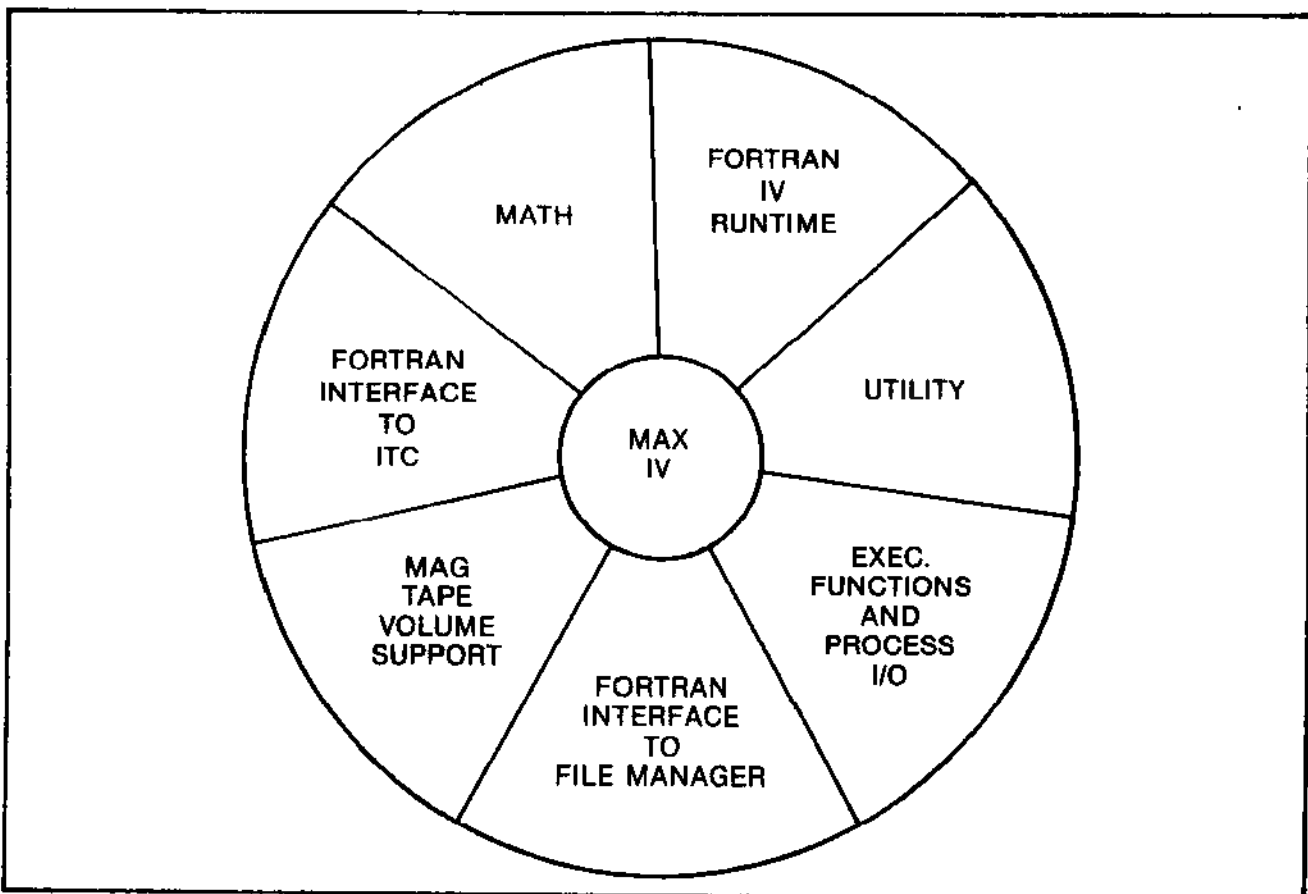 MATH
FORTRAN
IV
RUNTIME
UTILITY
FORTRAN
INTERFACE
TO
ITC
MAX
IV
EXEC.
FUNCTIONS
AND
PROCESS
I/O
MAG
TAPE
VOLUME
SUPPORT
FORTRAN
INTERFACE
TO
FILE MANAGER